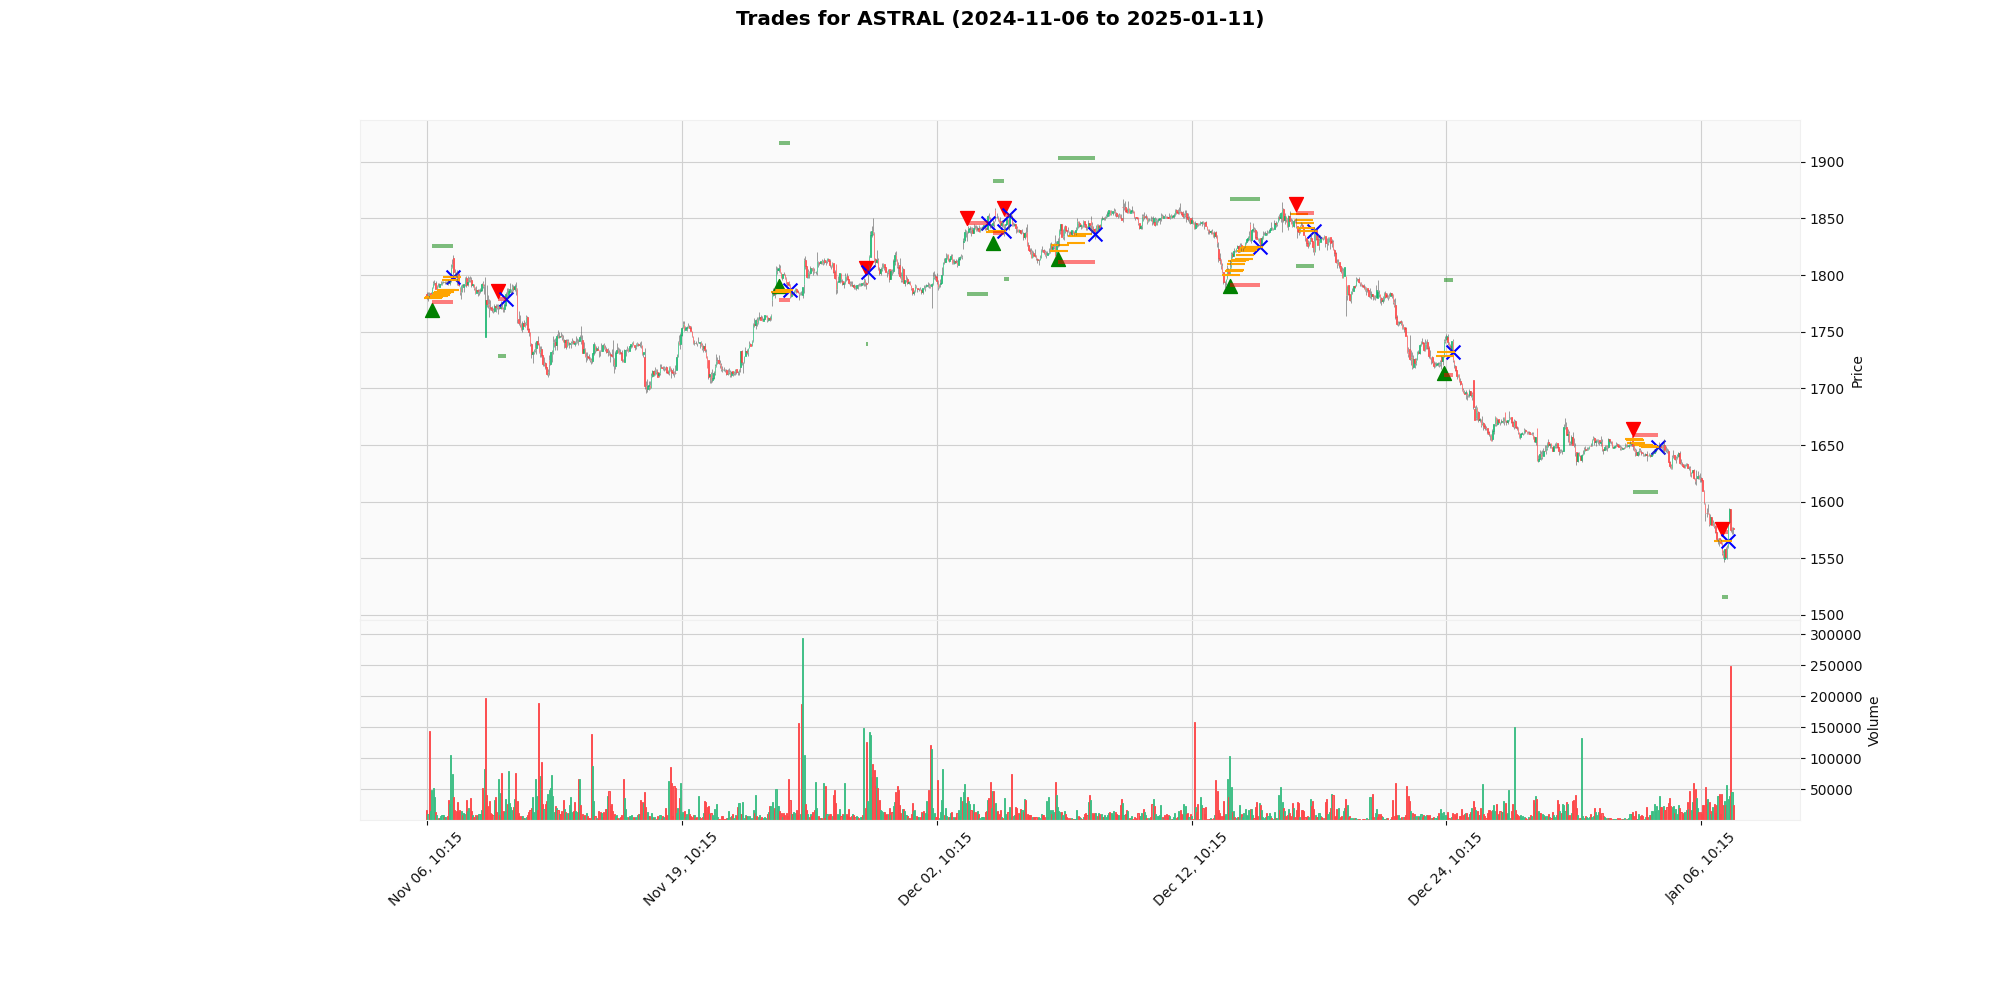 Trades for ASTRAL (2024-11-06 to 2025-01-11)
1900
1850
1800
1750
1700
1650
1600
1550
1500
Price
300000
250000
200000
150000
100000
50000
Volume
Nov 06, 10:15
Nov 19, 10:15
Dec 02, 10:15
Dec 12, 10:15
Dec 24, 10:15
Jan 06, 10:15